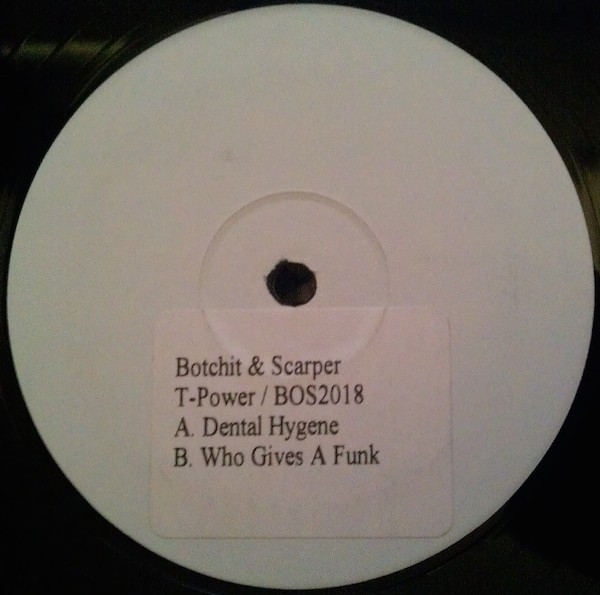 Botchit & Scarper
T-Power / BOS2018
A. Dental Hygene
B. Who Gives A Funk